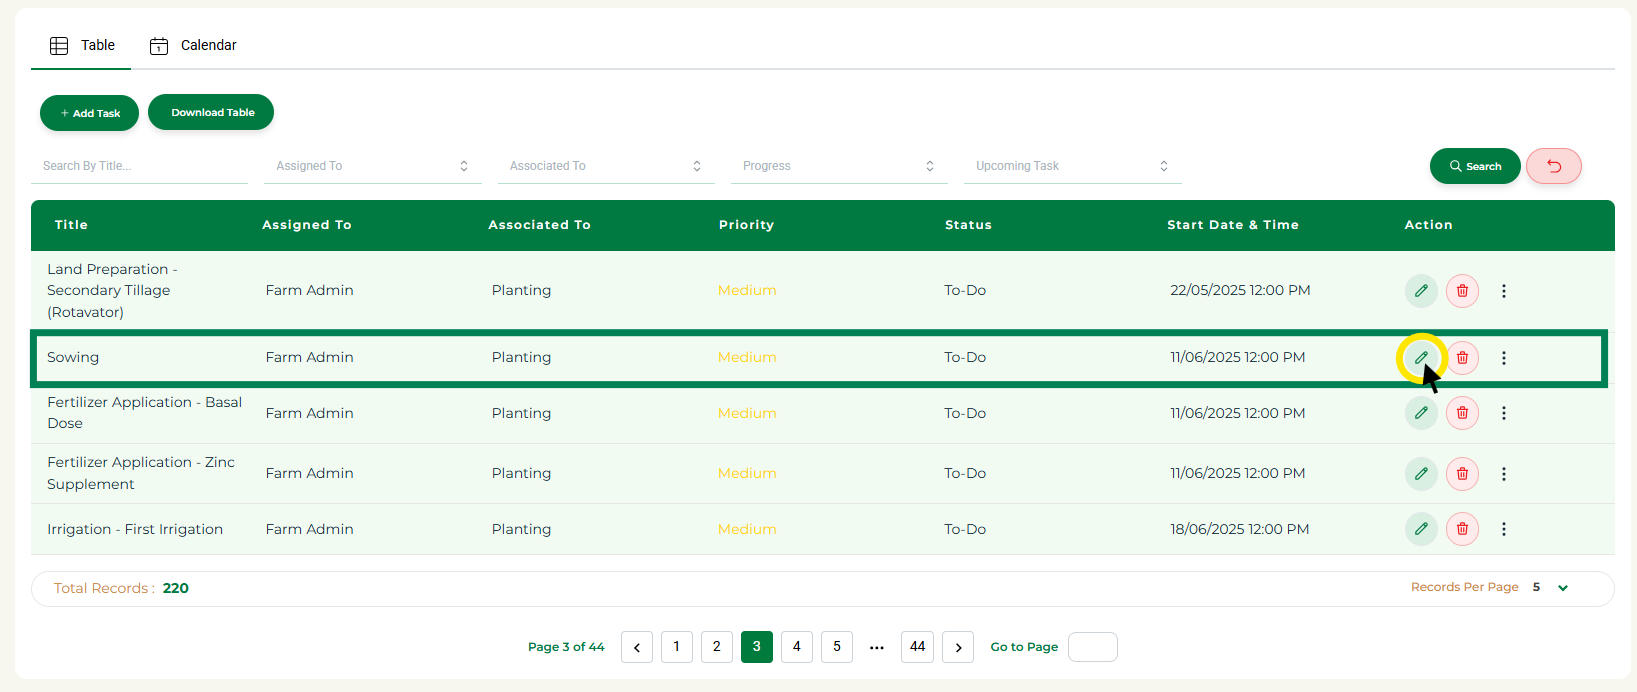 Table
1
Calendar
+ Add Task
Download Table
Search By Title...
Assigned To
Associated To
Progress
Upcoming Task
Search
Title Assigned To Associated To Priority Status Start Date & Time Action
Land Preparation -
Secondary Tillage
(Rotavator)
Farm Admin Planting Medium To-Do 22/05/2025 12:00 PM
Sowing Farm Admin Planting Medium To-Do 11/06/2025 12:00 PM
Fertilizer Application - Basal
Dose
Farm Admin Planting Medium To-Do 11/06/2025 12:00 PM
Fertilizer Application - Zinc
Supplement
Farm Admin Planting Medium To-Do 11/06/2025 12:00 PM
Irrigation - First Irrigation Farm Admin Planting Medium To-Do 18/06/2025 12:00 PM
Total Records : 220
Records Per Page 5
Page 3 of 44 < 1 2 3 4 5 ••• 44 > Go to Page